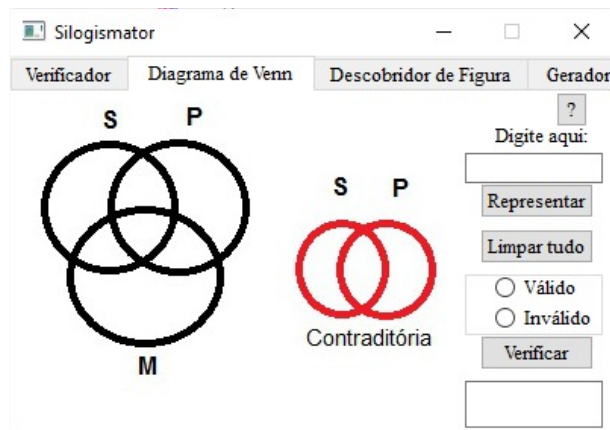 Silogismator
Verificador Diagrama de Venn Descobridor de Figura Gerador
?
Digite aqui:
S P
M
S P
Contraditória
Representar
Limpar tudo
Válido
Inválido
Verificar